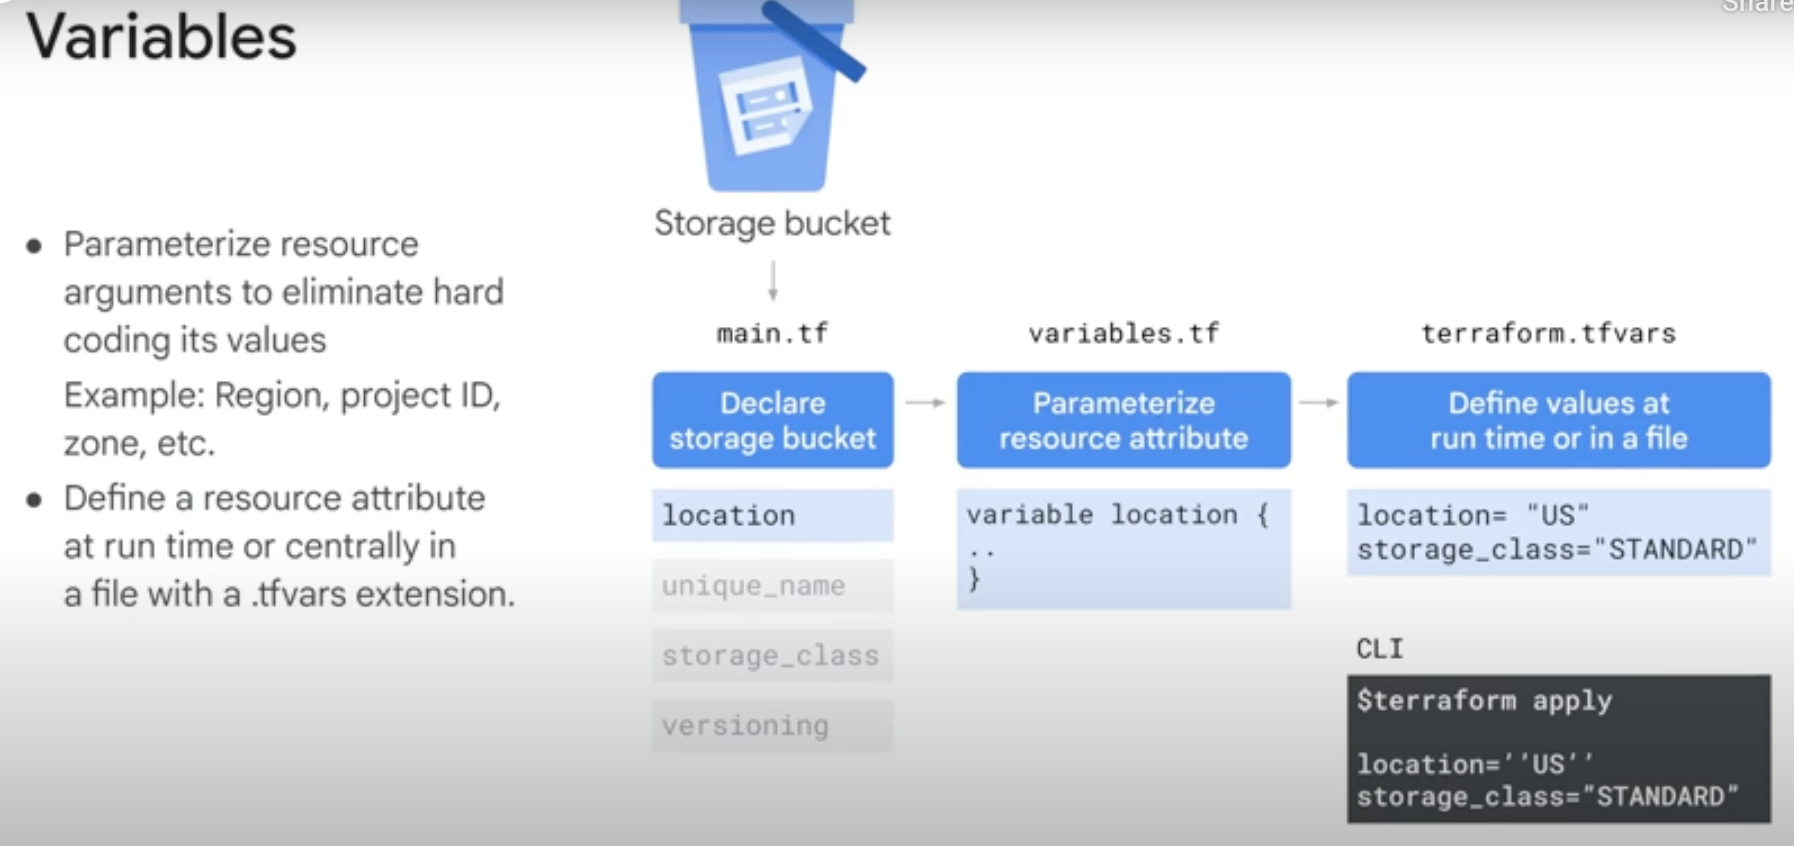 Share
Variables
Storage bucket
● Parameterize resource
arguments to eliminate hard
coding its values
Example: Region, project ID,
zone, etc.
● Define a resource attribute
at run time or centrally in
a file with a .tfvars extension.
main.tf
Declare
storage bucket
location
unique_name
storage_class
versioning
variables.tf
Parameterize
resource attribute
variable location {
..
}
terraform.tfvars
Define values at
run time or in a file
location= "US"
storage_class="STANDARD"
CLI
$terraform apply
location=’’US’’
storage_class="STANDARD"